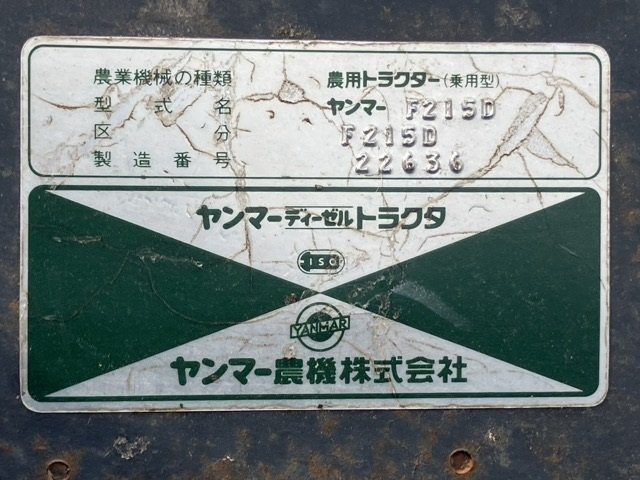 農業機械の種類 農用トラクター(乗用型)
型式名 ヤンマー F215D
区分 F215D
製造番号 22636
ヤンマーディーゼルトラクタ
ISC
YANMAR
ヤンマー農機株式会社